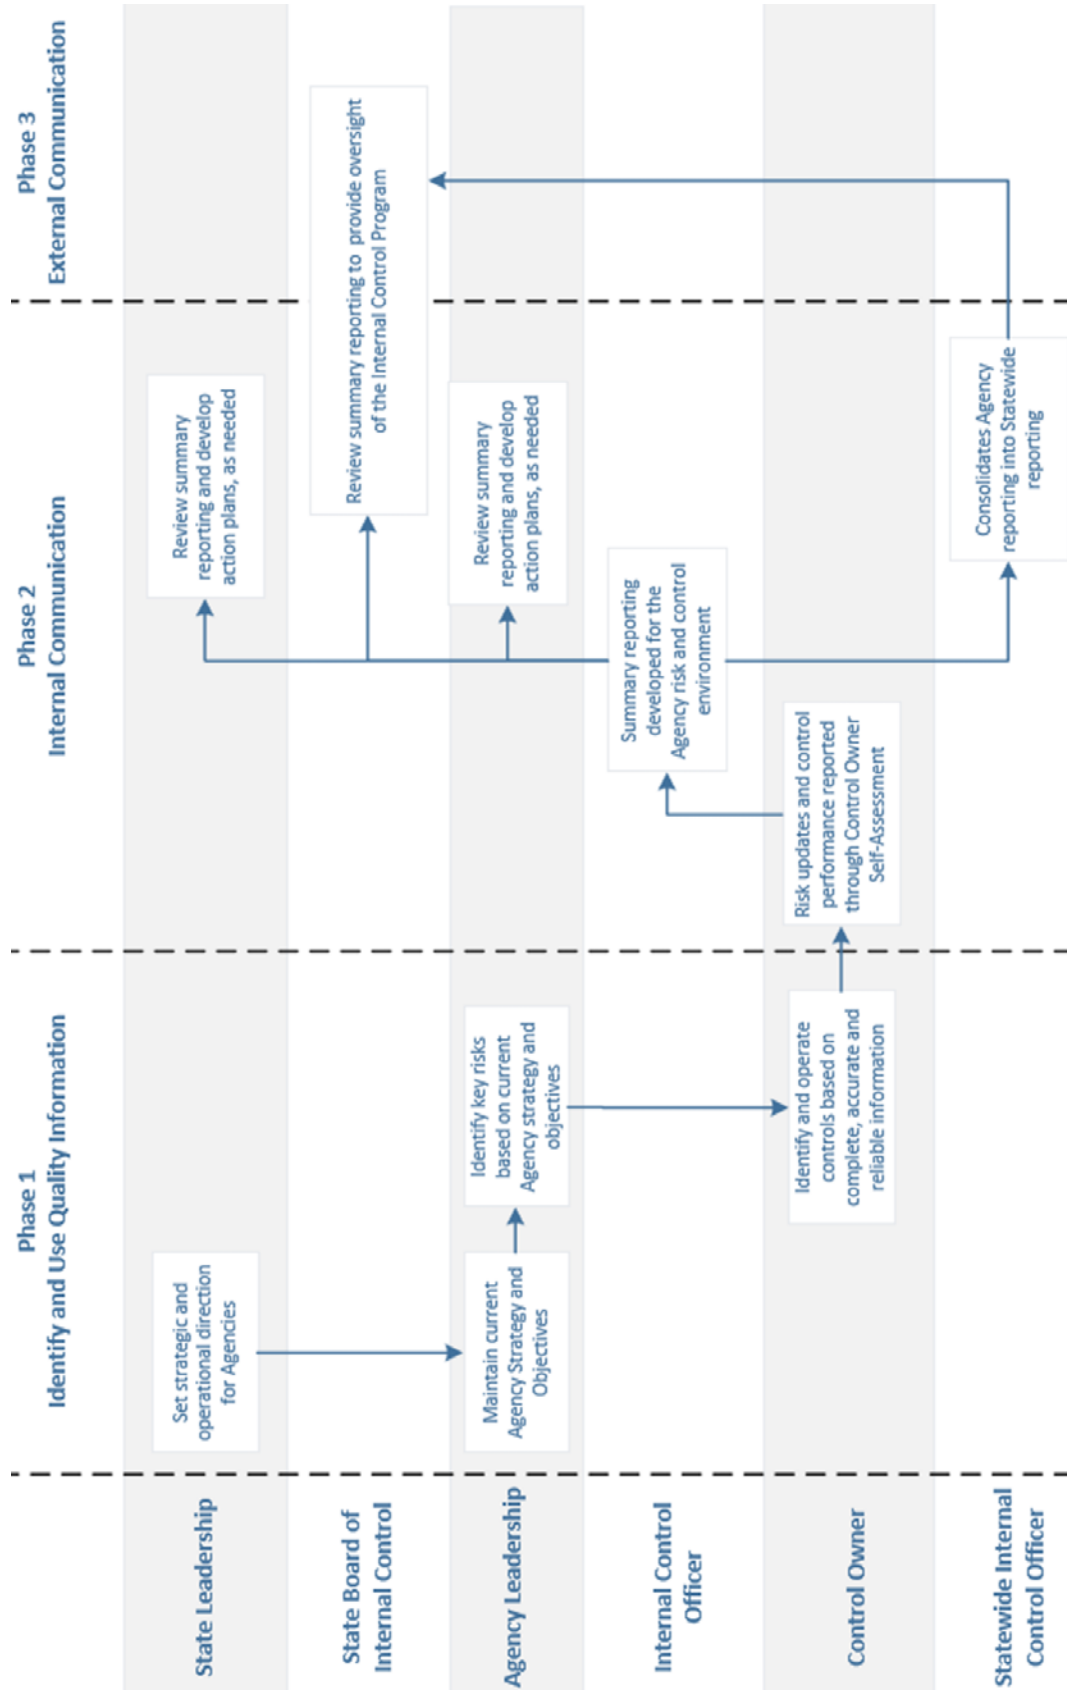 Phase 1
Identify and Use Quality Information
Phase 2
Internal Communication
Phase 3
External Communication
State Leadership
Set strategic and
operational direction
for Agencies
Review summary
reporting and develop
action plans, as needed
State Board of
Internal Control
Review summary reporting to provide oversight
of the Internal Control Program
Agency Leadership
Maintain current
Agency Strategy and
Objectives
Identify key risks
based on current
Agency strategy and
objectives
Review summary
reporting and develop
action plans, as needed
Internal Control
Officer
Summary reporting
developed for the
Agency risk and control
environment
Control Owner
Identify and operate
controls based on
complete, accurate and
reliable information
Risk updates and control
performance reported
through Control Owner
Self-Assessment
Statewide Internal
Control Officer
Consolidates Agency
reporting into Statewide
reporting